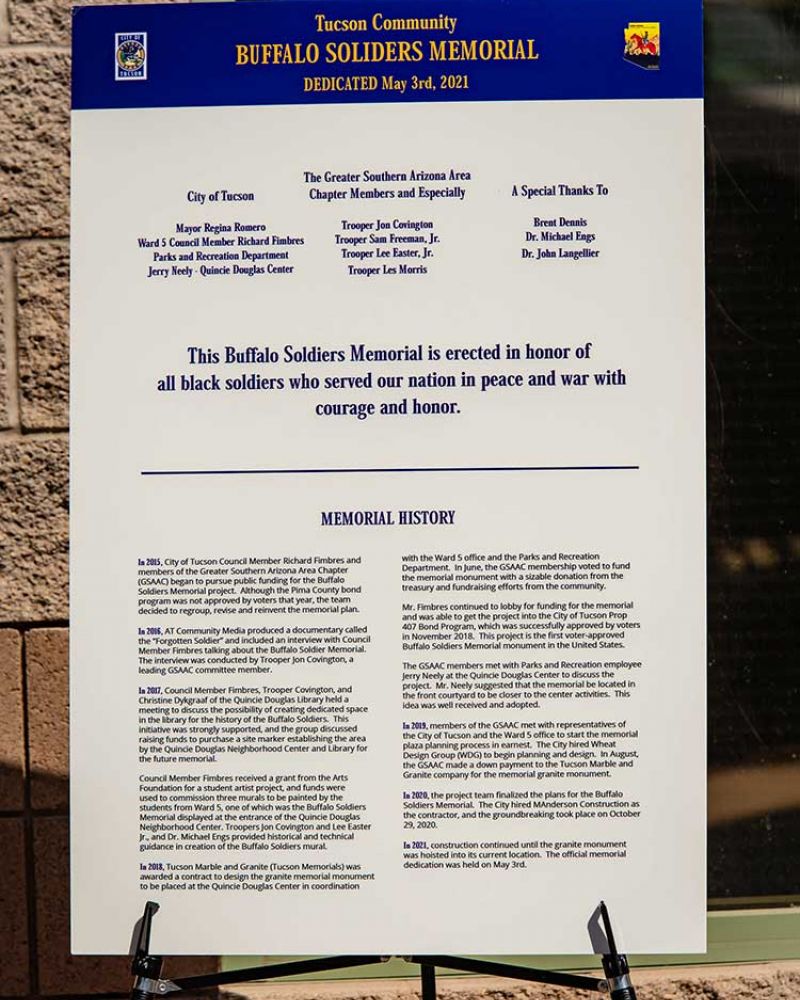 Tucson Community
BUFFALO SOLIDERS MEMORIAL
DEDICATED May 3rd, 2021
CITY OF
TUCSON
City of Tucson
Mayor Regina Romero
Ward 5 Council Member Richard Fimbres
Parks and Recreation Department
Jerry Neely - Quincie Douglas Center
The Greater Southern Arizona Area
Chapter Members and Especially
Trooper Jon Covington
Trooper Sam Freeman, Jr.
Trooper Lee Easter, Jr.
Trooper Les Morris
A Special Thanks To
Brent Dennis
Dr. Michael Engs
Dr. John Langellier
This Buffalo Soldiers Memorial is erected in honor of
all black soldiers who served our nation in peace and war with
courage and honor.
MEMORIAL HISTORY
In 2015, City of Tucson Council Member Richard Fimbres and
members of the Greater Southern Arizona Area Chapter
(GSAAC) began to pursue public funding for the Buffalo
Soldiers Memorial project. Although the Pima County bond
program was not approved by voters that year, the team
decided to regroup, revise and reinvent the memorial plan.
In 2016, AT Community Media produced a documentary called
the "Forgotten Soldier" and included an interview with Council
Member Fimbres talking about the Buffalo Soldier Memorial.
The interview was conducted by Trooper Jon Covington, a
leading GSAAC committee member.
In 2017, Council Member Fimbres, Trooper Covington, and
Christine Dykgraaf of the Quincie Douglas Library held a
meeting to discuss the possibility of creating dedicated space
in the library for the history of the Buffalo Soldiers. This
initiative was strongly supported, and the group discussed
raising funds to purchase a site marker establishing the area
by the Quincie Douglas Neighborhood Center and Library for
the future memorial.
Council Member Fimbres received a grant from the Arts
Foundation for a student artist project, and funds were
used to commission three murals to be painted by the
students from Ward 5, one of which was the Buffalo Soldiers
Memorial displayed at the entrance of the Quincie Douglas
Neighborhood Center. Troopers Jon Covington and Lee Easter
Jr., and Dr. Michael Engs provided historical and technical
guidance in creation of the Buffalo Soldiers mural.
In 2018, Tucson Marble and Granite (Tucson Memorials) was
awarded a contract to design the granite memorial monument
to be placed at the Quincie Douglas Center in coordination
with the Ward 5 office and the Parks and Recreation
Department. In June, the GSAAC membership voted to fund
the memorial monument with a sizable donation from the
treasury and fundraising efforts from the community.
Mr. Fimbres continued to lobby for funding for the memorial
and was able to get the project into the City of Tucson Prop
407 Bond Program, which was successfully approved by voters
in November 2018. This project is the first voter-approved
Buffalo Soldiers Memorial monument in the United States.
The GSAAC members met with Parks and Recreation employee
Jerry Neely at the Quincie Douglas Center to discuss the
project. Mr. Neely suggested that the memorial be located in
the front courtyard to be closer to the center activities. This
idea was well received and adopted.
In 2019, members of the GSAAC met with representatives of
the City of Tucson and the Ward 5 office to start the memorial
plaza planning process in earnest. The City hired Wheat
Design Group (WDG) to begin planning and design. In August,
the GSAAC made a down payment to the Tucson Marble and
Granite company for the memorial granite monument.
In 2020, the project team finalized the plans for the Buffalo
Soldiers Memorial. The City hired MAnderson Construction as
the contractor, and the groundbreaking took place on October
29, 2020.
In 2021, construction continued until the granite monument
was hoisted into its current location. The official memorial
dedication was held on May 3rd.